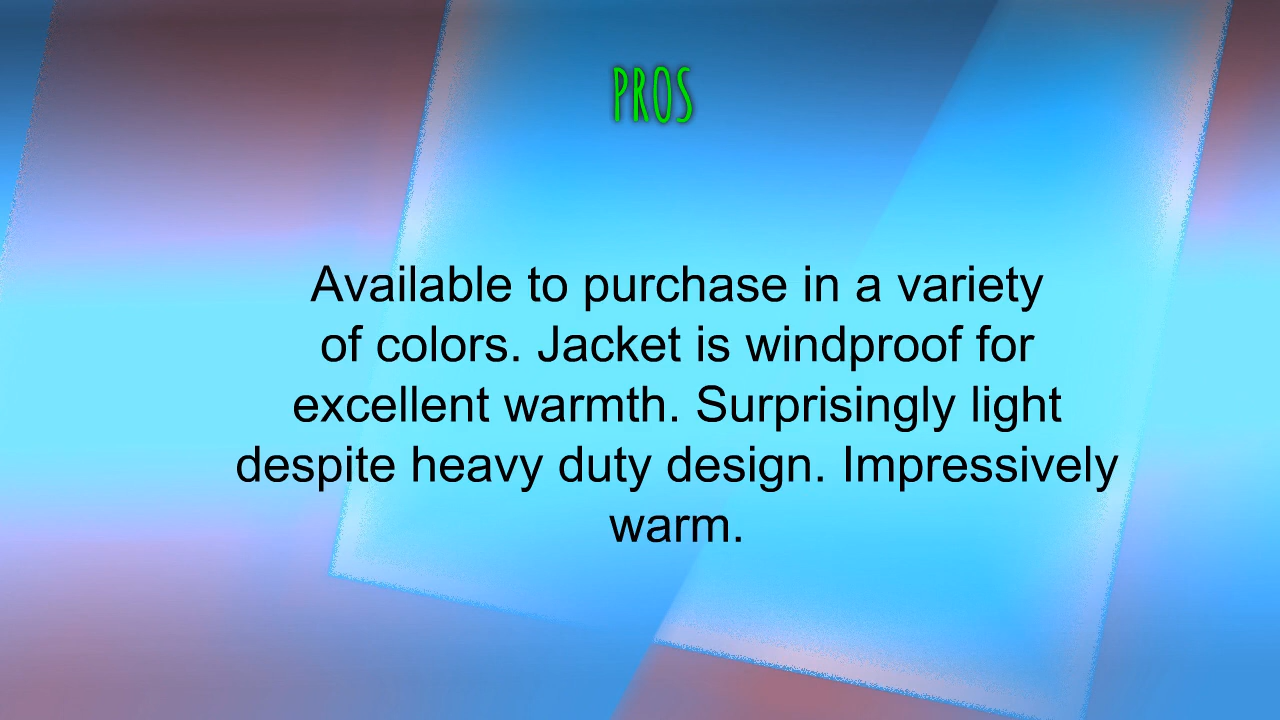 PROS
Available to purchase in a variety
of colors. Jacket is windproof for
excellent warmth. Surprisingly light
despite heavy duty design. Impressively
warm.